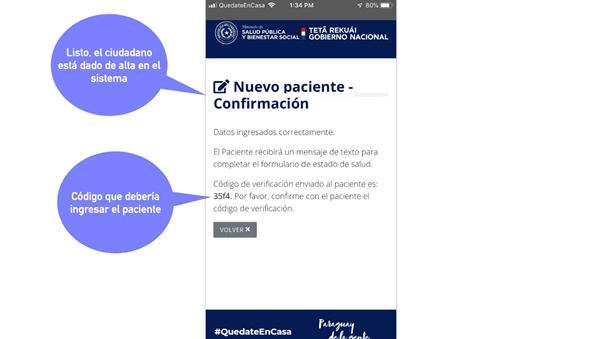 QuedateEnCasa
1:34 PM
80%
Ministerio de
SALUD PÚBLICA
Y BIENESTAR SOCIAL
TETÃ REKUÁI
GOBIERNO NACIONAL
Listo, el ciudadano
está dado de alta en el
sistema
Nuevo paciente -
Confirmación
Datos ingresados correctamente.
El Paciente recibirá un mensaje de texto para
completar el formulario de estado de salud.
Código de verificación enviado al paciente es:
35f4. Por favor, confirme con el paciente el
código de verificación.
Código que debería
ingresar el paciente
VOLVER ✖
#QuedateEnCasa
Paraguay
de la gente